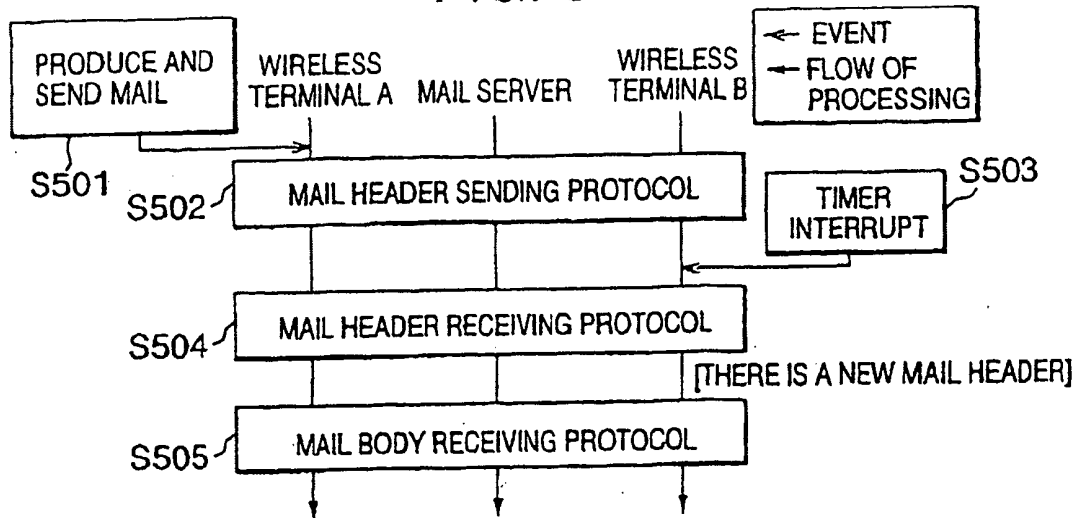 PRODUCE AND
SEND MAIL
WIRELESS
TERMINAL A
MAIL SERVER
WIRELESS
TERMINAL B
EVENT
FLOW OF
PROCESSING
S501
S502
MAIL HEADER SENDING PROTOCOL
S503
TIMER
INTERRUPT
S504
MAIL HEADER RECEIVING PROTOCOL
[THERE IS A NEW MAIL HEADER]
S505
MAIL BODY RECEIVING PROTOCOL